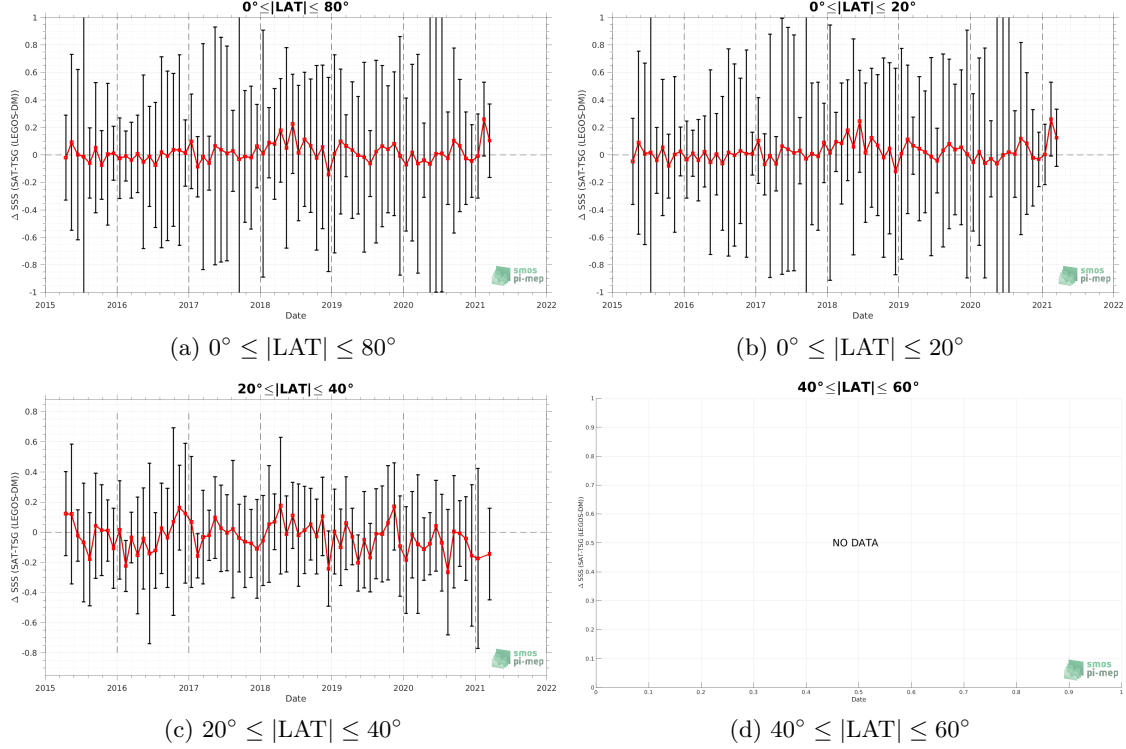 0°≤|LAT|≤ 80°
1
0.8
0.6
0.4
0.2
0
-0.2
-0.4
-0.6
-0.8
-1
Δ SSS (SAT-TSG (LEGOS-DM))
2015 2016 2017 2018 2019 2020 2021 2022
Date
smos
pi-mep
(a) 0° ≤ |LAT| ≤ 80°
0°≤|LAT|≤ 20°
1
0.8
0.6
0.4
0.2
0
-0.2
-0.4
-0.6
-0.8
-1
Δ SSS (SAT-TSG (LEGOS-DM))
2015 2016 2017 2018 2019 2020 2021 2022
Date
smos
pi-mep
(b) 0° ≤ |LAT| ≤ 20°
20°≤|LAT|≤ 40°
0.8
0.6
0.4
0.2
0
-0.2
-0.4
-0.6
-0.8
Δ SSS (SAT-TSG (LEGOS-DM))
2015 2016 2017 2018 2019 2020 2021 2022
Date
smos
pi-mep
(c) 20° ≤ |LAT| ≤ 40°
40°≤|LAT|≤ 60°
1
0.9
0.8
0.7
0.6
0.5
0.4
0.3
0.2
0.1
0
Δ SSS (SAT-TSG (LEGOS-DM))
NO DATA
0 0.1 0.2 0.3 0.4 0.5 0.6 0.7 0.8 0.9 1
Date
smos
pi-mep
(d) 40° ≤ |LAT| ≤ 60°